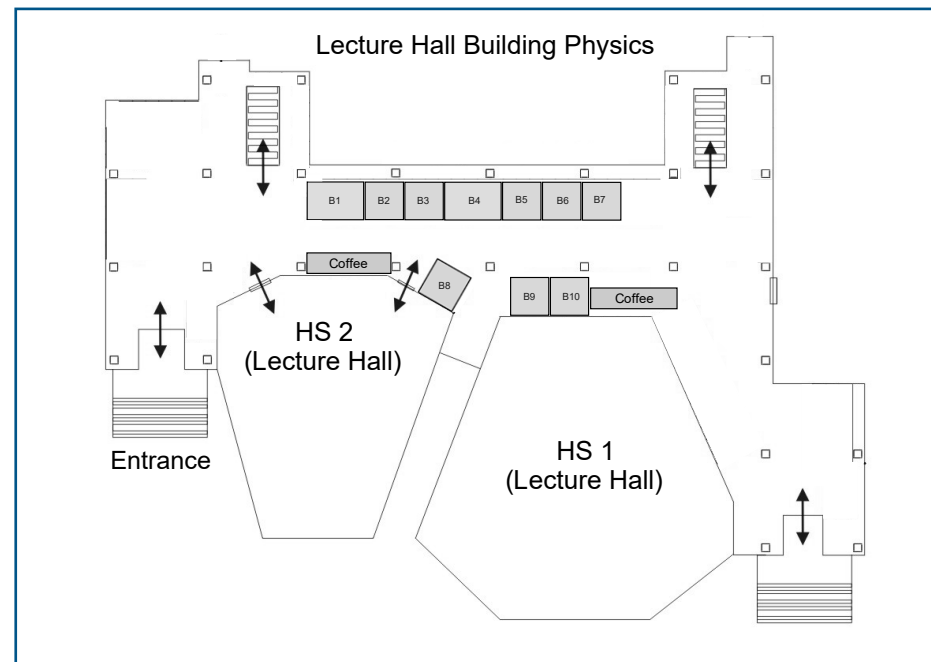 Lecture Hall Building Physics
B1 B2 B3 B4 B5 B6 B7
Coffee
B8
B9 B10 Coffee
HS 2
(Lecture Hall)
HS 1
(Lecture Hall)
Entrance